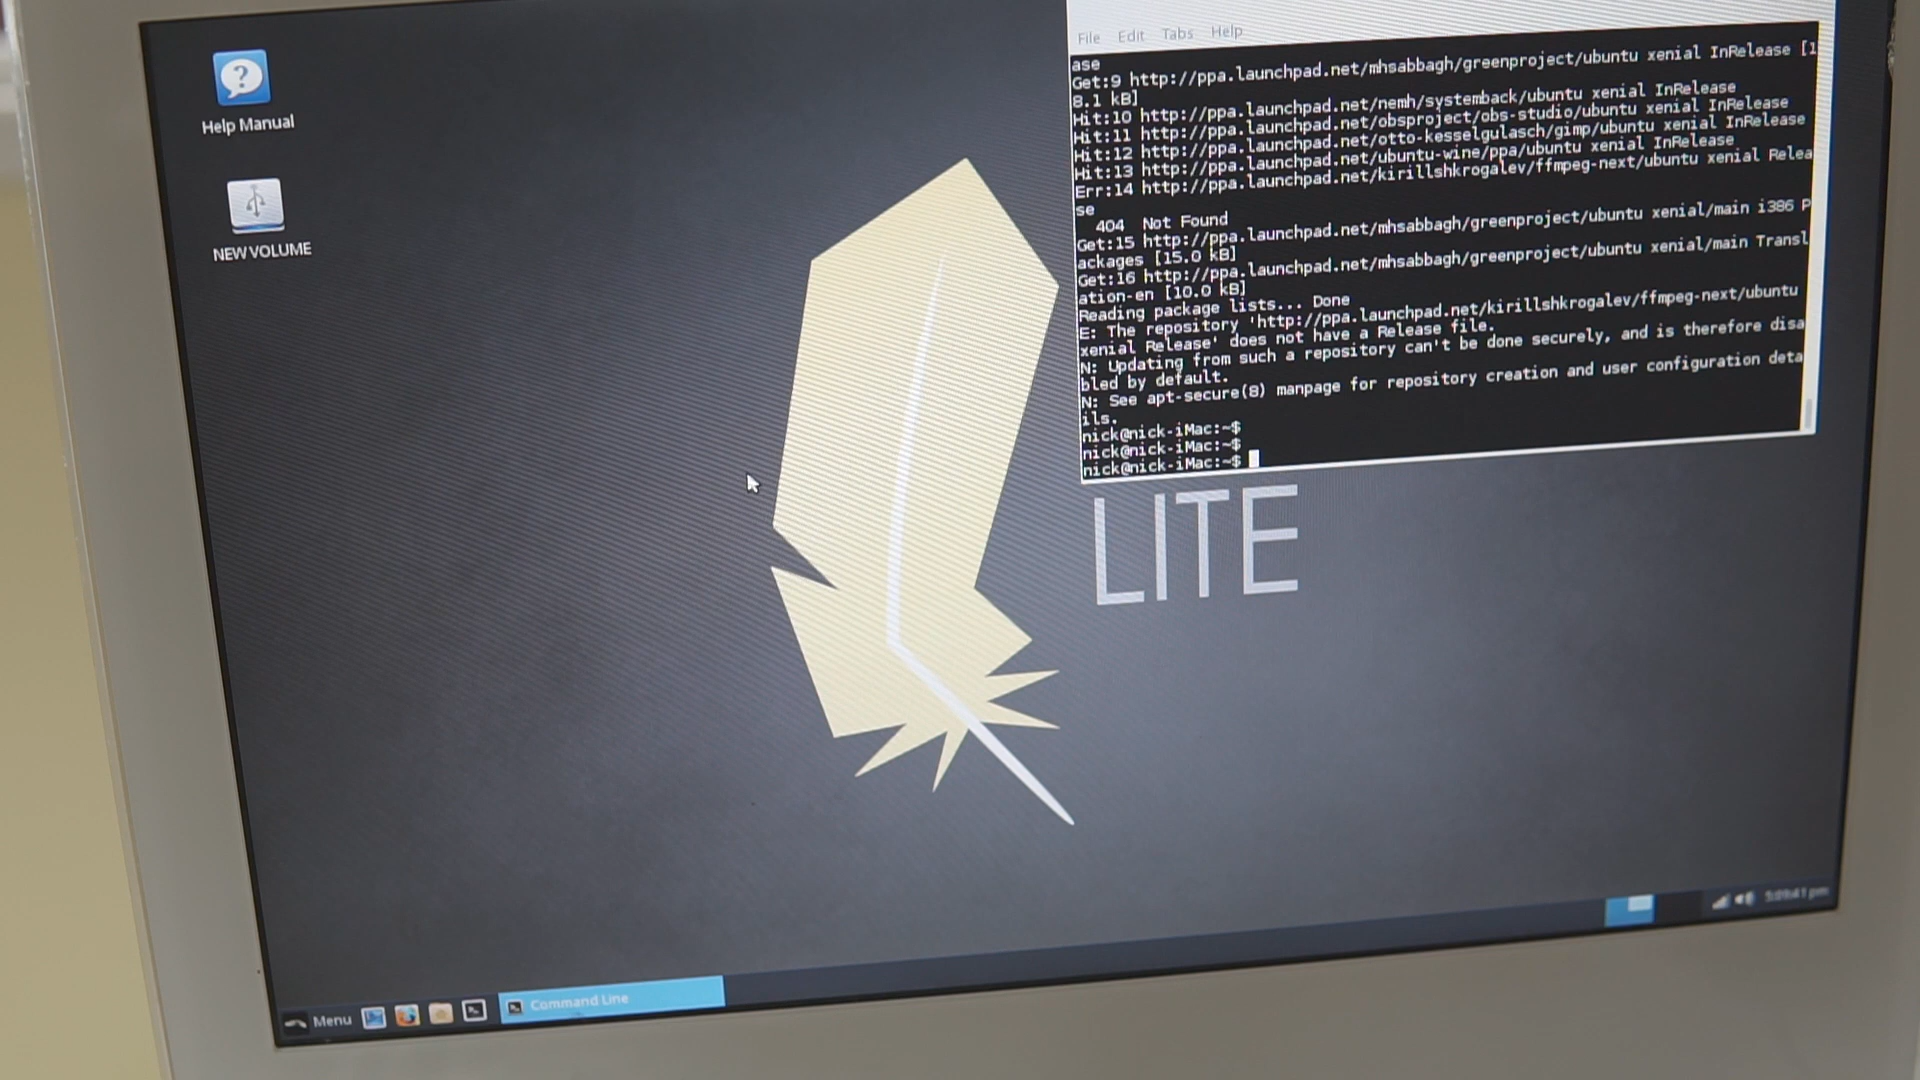 Help Manual
NEW VOLUME
File Edit Tabs Help
ase
Get:9 http://ppa.launchpad.net/mhsabbagh/greenproject/ubuntu xenial InRelease [1
8.1 kB]
Hit:10 http://ppa.launchpad.net/nemh/systemback/ubuntu xenial InRelease
Hit:11 http://ppa.launchpad.net/obsproject/obs-studio/ubuntu xenial InRelease
Hit:12 http://ppa.launchpad.net/otto-kesselgulasch/gimp/ubuntu xenial InRelease
Hit:13 http://ppa.launchpad.net/ubuntu-wine/ppa/ubuntu xenial InRelease
Err:14 http://ppa.launchpad.net/kirillshkrogalev/ffmpeg-next/ubuntu xenial Relea
se
404 Not Found
Get:15 http://ppa.launchpad.net/mhsabbagh/greenproject/ubuntu xenial/main i386 P
ackages [15.0 kB]
Get:16 http://ppa.launchpad.net/mhsabbagh/greenproject/ubuntu xenial/main Transl
ation-en [10.0 kB]
Reading package lists... Done
E: The repository 'http://ppa.launchpad.net/kirillshkrogalev/ffmpeg-next/ubuntu
xenial Release' does not have a Release file.
N: Updating from such a repository can't be done securely, and is therefore disa
bled by default.
N: See apt-secure(8) manpage for repository creation and user configuration deta
ils.
nick@nick-iMac:~$
nick@nick-iMac:~$
nick@nick-iMac:~$
LITE
Menu
Command Line